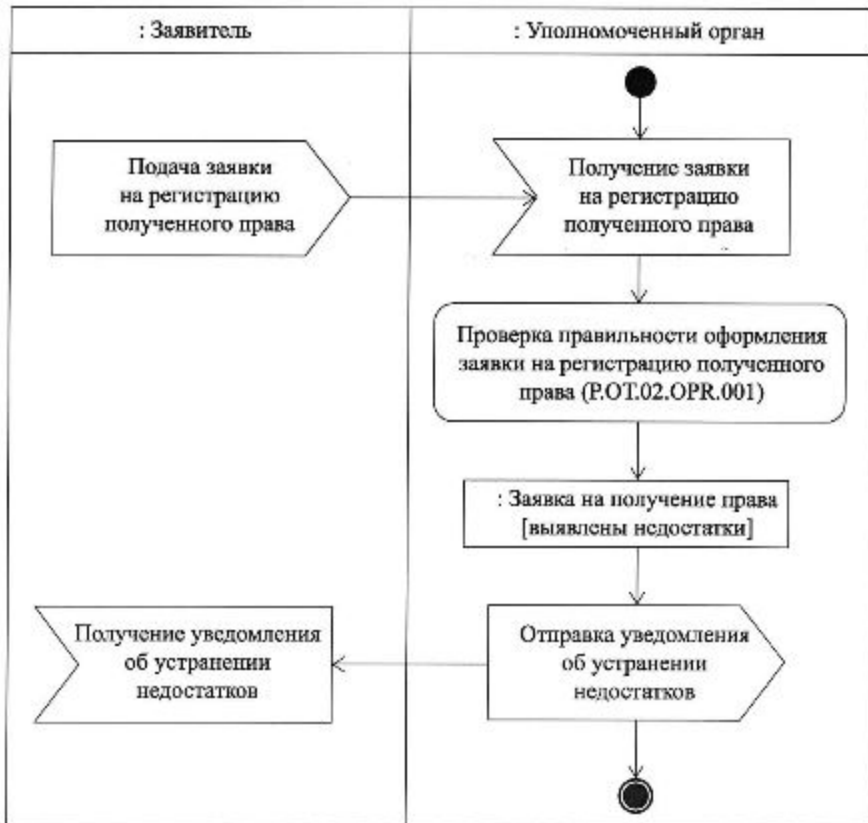 : Заявитель
: Уполномоченный орган
Подача заявки
на регистрацию
полученного права
Получение заявки
на регистрацию
полученного права
Проверка правильности оформления
заявки на регистрацию полученного
права (P.OT.02.OPR.001)
: Заявка на получение права
[выявлены недостатки]
Получение уведомления
об устранении
недостатков
Отправка уведомления
об устранении
недостатков